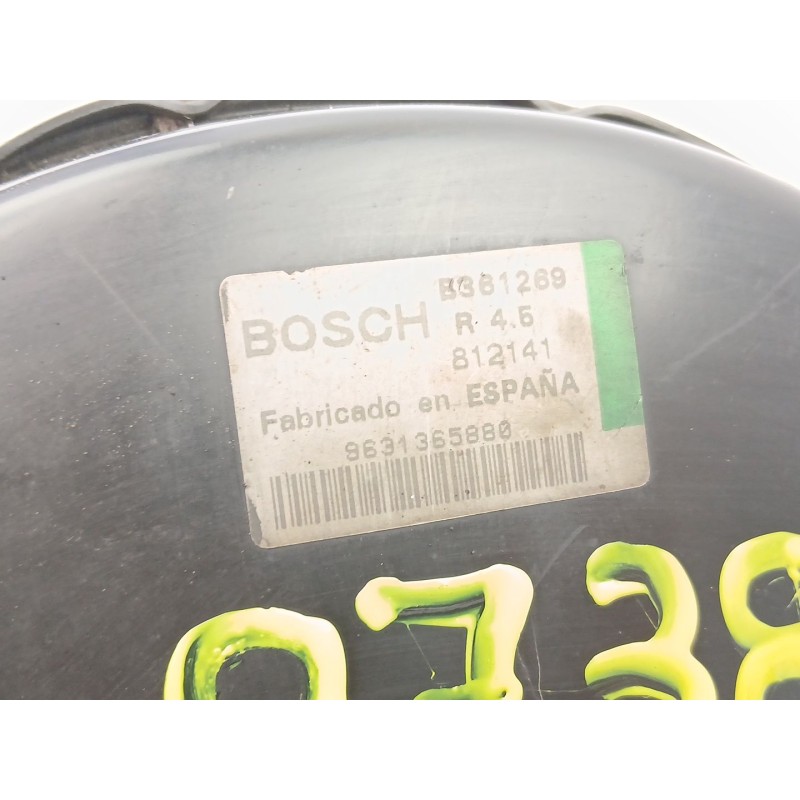 B361269
BOSCH R 4.5
812141
Fabricado en ESPAÑA
9631365880